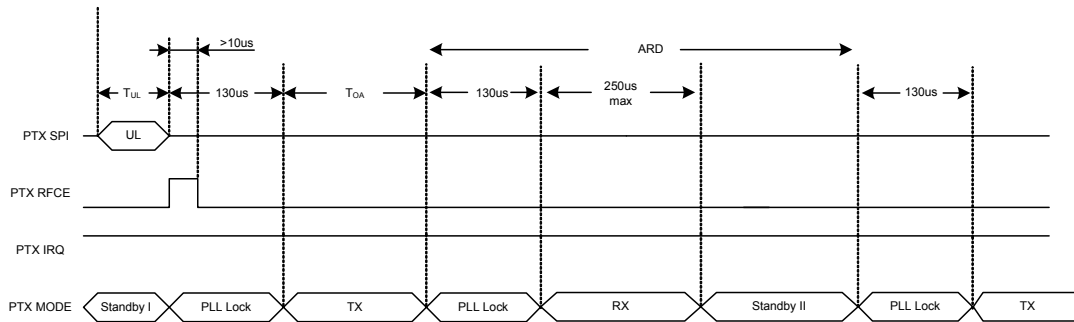 >10us
ARD
TUL
130us
TOA
130us
250us
max
130us
PTX SPI
UL
PTX RFCE
PTX IRQ
PTX MODE
Standby I
PLL Lock
TX
PLL Lock
RX
Standby II
PLL Lock
TX